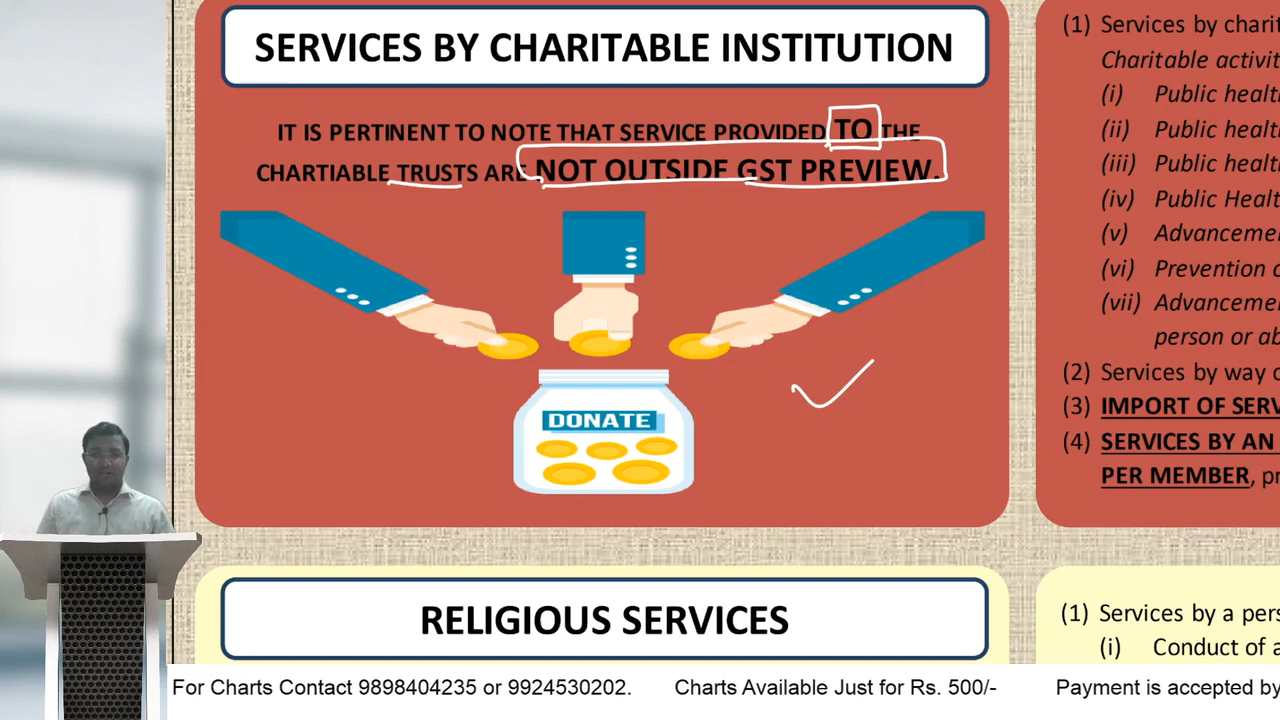 SERVICES BY CHARITABLE INSTITUTION
IT IS PERTINENT TO NOTE THAT SERVICE PROVIDED TO THE
CHARTIABLE TRUSTS ARE NOT OUTSIDE GST PREVIEW.
DONATE
RELIGIOUS SERVICES
(1) Services by charit
Charitable activit
(i) Public healt
(ii) Public healt
(iii) Public healt
(iv) Public Healt
(v) Advanceme
(vi) Prevention o
(vii) Advanceme
person or ab
(2) Services by way o
(3) IMPORT OF SERV
(4) SERVICES BY AN
PER MEMBER, pr
(1) Services by a pers
(i) Conduct of a
For Charts Contact 9898404235 or 9924530202. Charts Available Just for Rs. 500/- Payment is accepted by